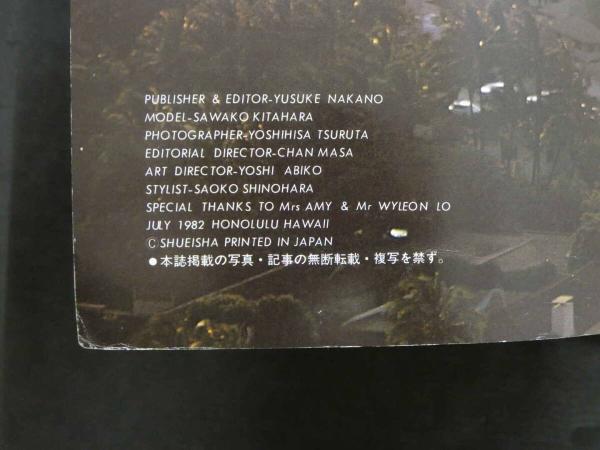 PUBLISHER & EDITOR-YUSUKE NAKANO
MODEL-SAWAKO KITAHARA
PHOTOGRAPHER-YOSHIHISA TSURUTA
EDITORIAL DIRECTOR-CHAN MASA
ART DIRECTOR-YOSHI ABIKO
STYLIST-SAOKO SHINOHARA
SPECIAL THANKS TO Mrs AMY & Mr WYLEON LO
JULY 1982 HONOLULU HAWAII
© SHUEISHA PRINTED IN JAPAN
●本誌掲載の写真・記事の無断転載・複写を禁ず。